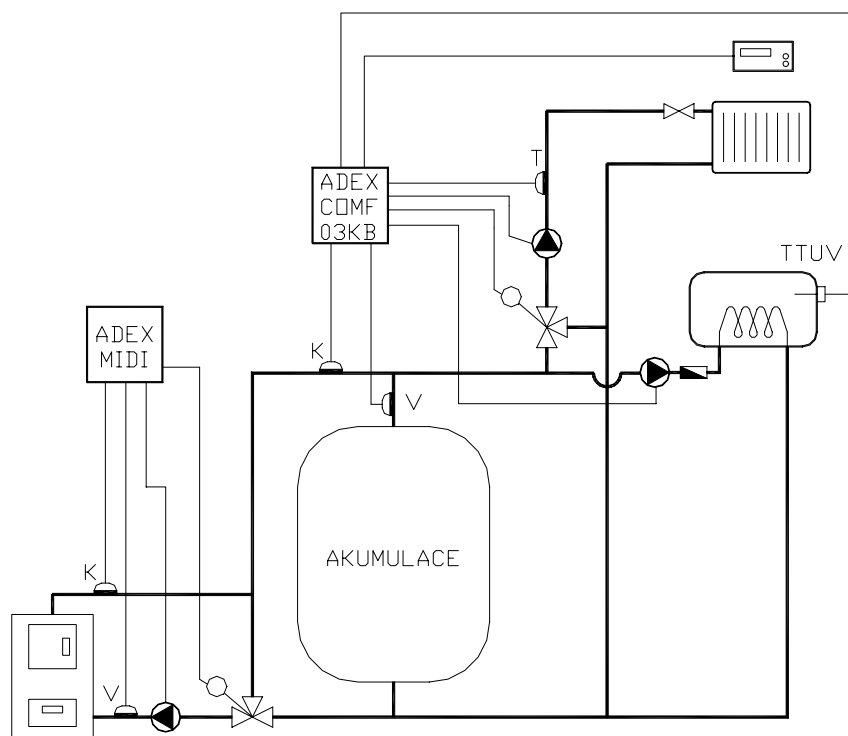 T
ADEX
COMF
03KB
TTUV
ADEX
MIDI
K
V
AKUMULACE
K
V